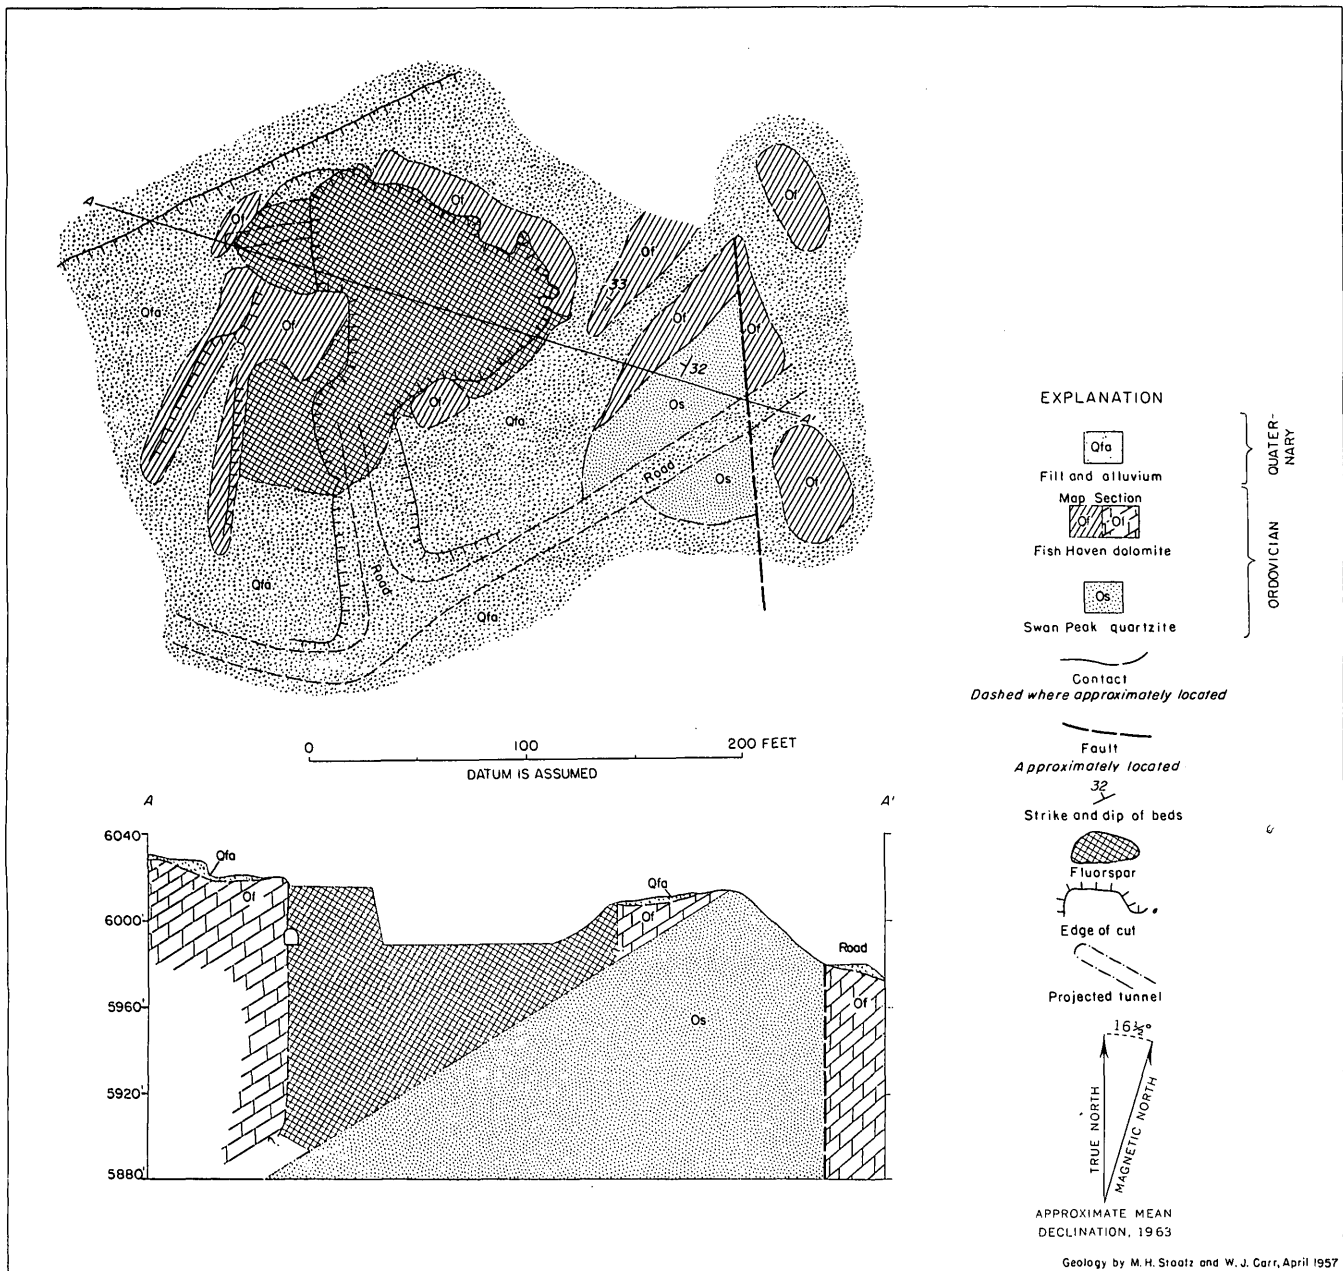 A
Of
Of
Of
Of
33
Qfa
Of
Of
Of
32
Os
A'
Of
Qfa
Road
Os
Of
Qfa
Road
Qfa
0 100 200 FEET
DATUM IS ASSUMED
A A'
6040
Qfa
Of
Qfa
6000
Of
Road
5960'
Os
Of
5920'
5880'
EXPLANATION
Qfa
Fill and alluvium
QUATER-
NARY
Map Section
Of Of
Fish Haven dolomite
Os
Swan Peak quartzite
ORDOVICIAN
Contact
Dashed where approximately located
Fault
Approximately located
32
Strike and dip of beds
Fluorspar
Edge of cut
Projected tunnel
16½°
TRUE NORTH
MAGNETIC NORTH
APPROXIMATE MEAN
DECLINATION, 1963
Geology by M. H. Staatz and W. J. Carr, April 1957